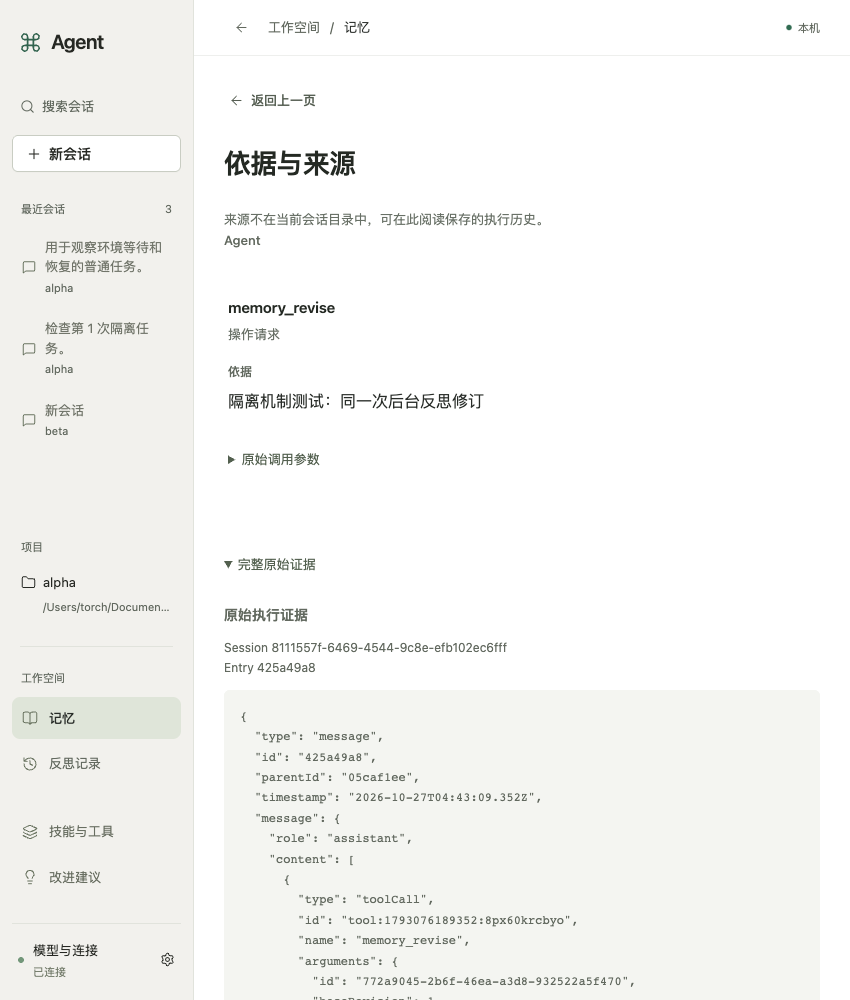 Agent
搜索会话
新会话
最近会话 3
用于观察环境等待和
恢复的普通任务。
alpha
检查第 1 次隔离任
务。
alpha
新会话
beta
项目
alpha
/Users/torch/Documen...
工作空间
记忆
反思记录
技能与工具
改进建议
模型与连接
已连接
工作空间 / 记忆
本机
返回上一页
依据与来源
来源不在当前会话目录中，可在此阅读保存的执行历史。
Agent
memory_revise
操作请求
依据
隔离机制测试：同一次后台反思修订
原始调用参数
完整原始证据
原始执行证据
Session 8111557f-6469-4544-9c8e-efb102ec6fff
Entry 425a49a8
{
"type": "message",
"id": "425a49a8",
"parentId": "05caf1ee",
"timestamp": "2026-10-27T04:43:09.352Z",
"message": {
"role": "assistant",
"content": [
{
"type": "toolCall",
"id": "tool:1793076189352:8px60krcbyo",
"name": "memory_revise",
"arguments": {
"id": "772a9045-2b6f-46ea-a3d8-932522a5f470",